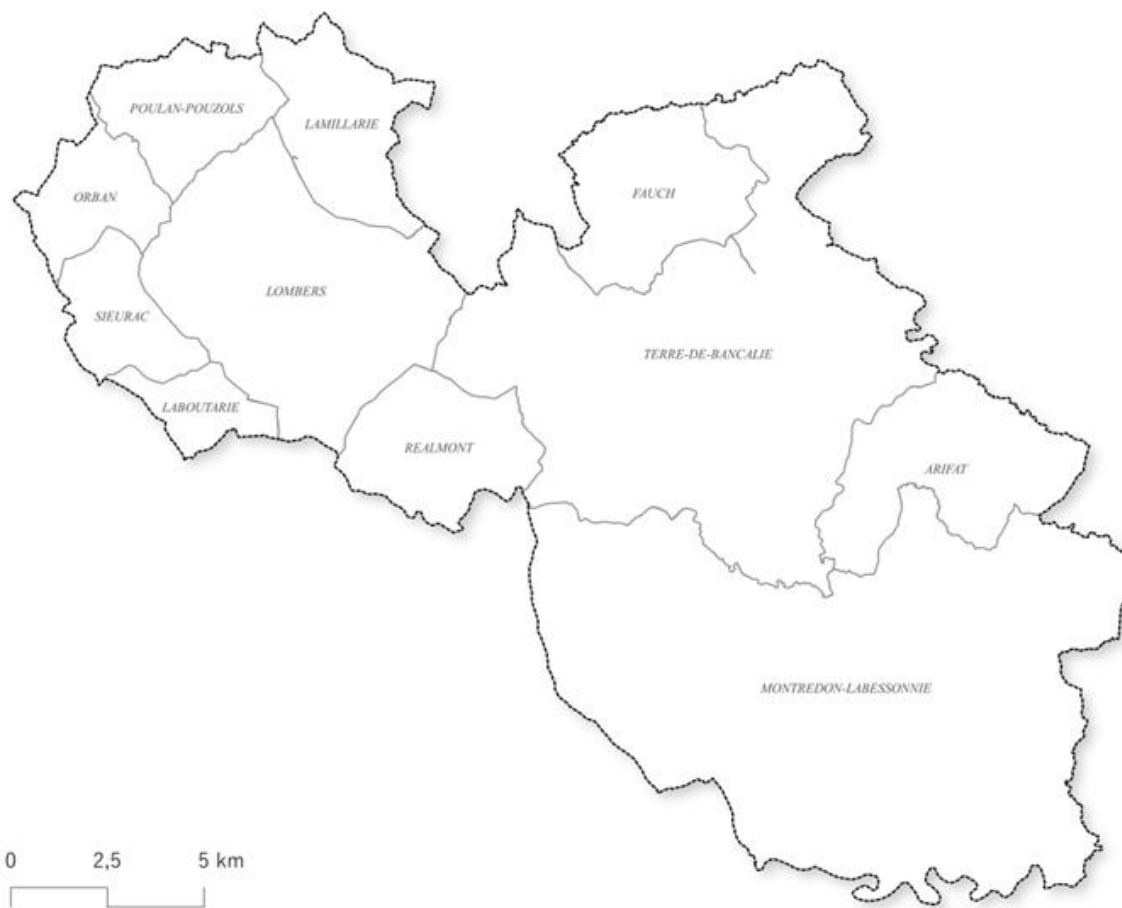 POULAN-POUZOLS
LAMILLARIE
ORBAN
FAUCH
LOMBERS
SIEURAC
TERRE-DE-BANCALIE
LABOUTARIE
REALMONT
ARIFAT
MONTREDON-LABESSONNIE
0 2,5 5 km